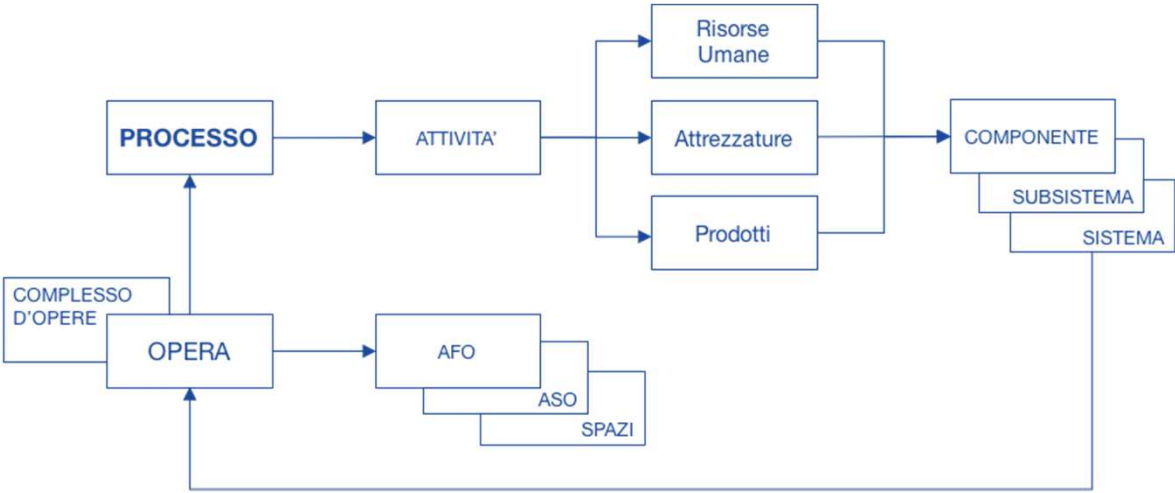 Risorse
Umane
PROCESSO
ATTIVITA'
Attrezzature
COMPONENTE
SUBSISTEMA
Prodotti
SISTEMA
COMPLESSO
D'OPERE
OPERA
AFO
ASO
SPAZI